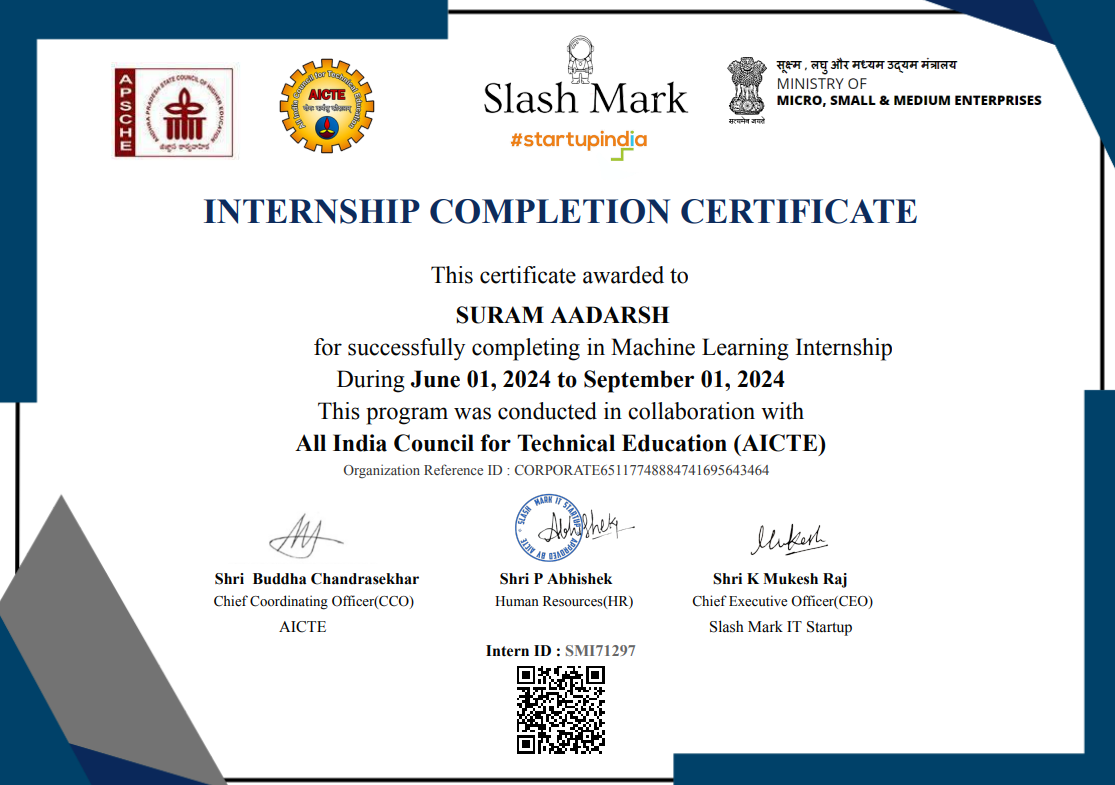 APSCHE
ANDHRA PRADESH STATE COUNCIL OF HIGHER EDUCATION
All India Council for Technical Education
AICTE
Slash Mark
#startupindia
सूक्ष्म , लघु और मध्यम उद्यम मंत्रालय
MINISTRY OF
MICRO, SMALL & MEDIUM ENTERPRISES
सत्यमेव जयते
INTERNSHIP COMPLETION CERTIFICATE
This certificate awarded to
SURAM AADARSH
for successfully completing in Machine Learning Internship
During June 01, 2024 to September 01, 2024
This program was conducted in collaboration with
All India Council for Technical Education (AICTE)
Organization Reference ID : CORPORATE65117748884741695643464
SLASH MARK IT STARTUP
APPROVED BY AICTE
Abhishek
Mukesh
Shri Buddha Chandrasekhar
Shri P Abhishek
Shri K Mukesh Raj
Chief Coordinating Officer(CCO)
Human Resources(HR)
Chief Executive Officer(CEO)
AICTE
Slash Mark IT Startup
Intern ID : SMI71297